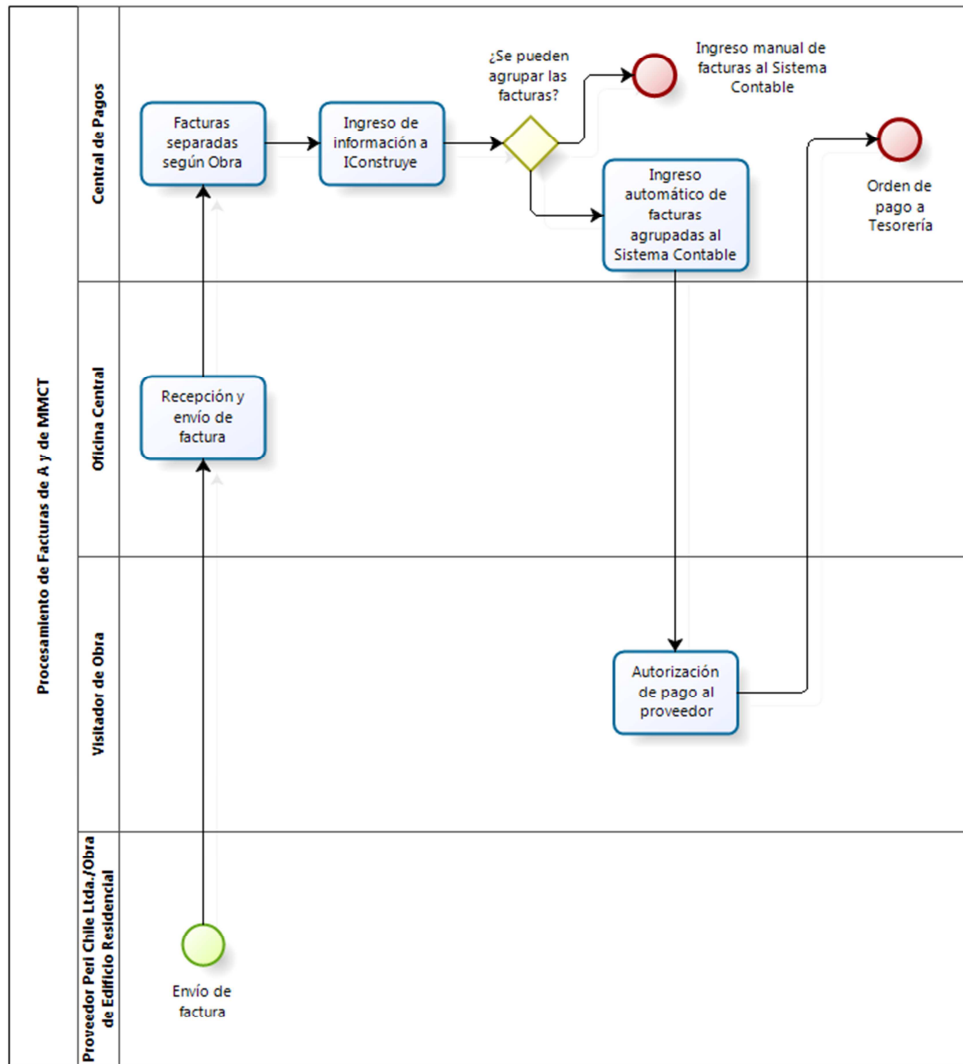 Procesamiento de Facturas de A y de MMCT
Central de Pagos
Facturas
separadas
según Obra
Ingreso de
información a
IConstruye
¿Se pueden
agrupar las
facturas?
Ingreso manual de
facturas al Sistema
Contable
Ingreso
automático de
facturas
agrupadas al
Sistema Contable
Orden de
pago a
Tesorería
Oficina Central
Recepción y
envío de
factura
Visitador de Obra
Autorización
de pago al
proveedor
Proveedor Peri Chile Ltda./Obra
de Edificio Residencial
Envío de
factura